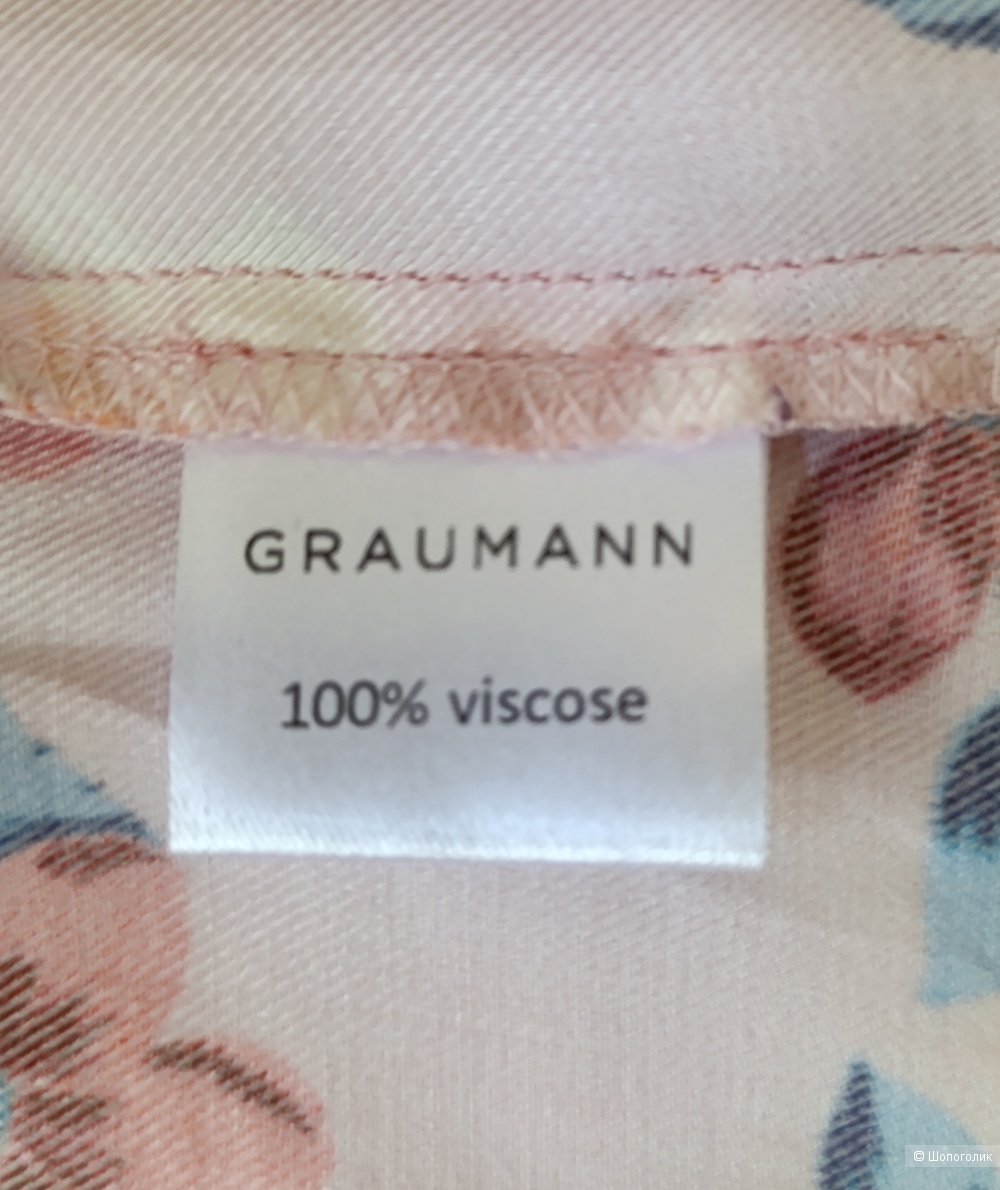 GRAUMANN
100% viscose
© Шопоголик